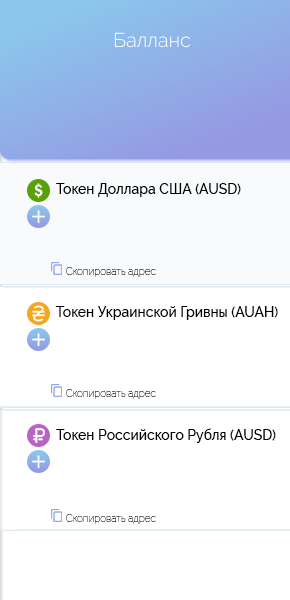 Балланс
Токен Доллара США (AUSD)
Скопировать адрес
Токен Украинской Гривны (AUAH)
Скопировать адрес
Токен Российского Рубля (AUSD)
Скопировать адрес